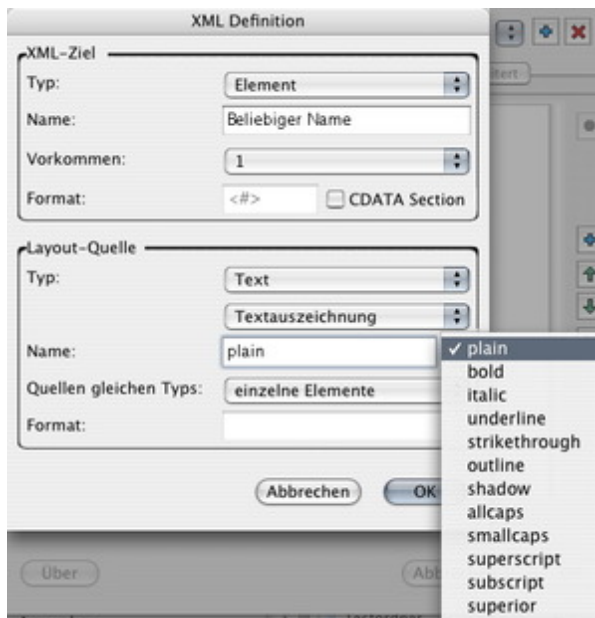 XML Definition
XML-Ziel
Typ: Element
Name: Beliebiger Name
Vorkommen: 1
Format: <#> CDATA Section
Layout-Quelle
Typ: Text
Textauszeichnung
Name: plain
Quellen gleichen Typs: einzelne Elemente
Format:
Abbrechen OK
plain
bold
italic
underline
strikethrough
outline
shadow
allcaps
smallcaps
superscript
subscript
superior
Über